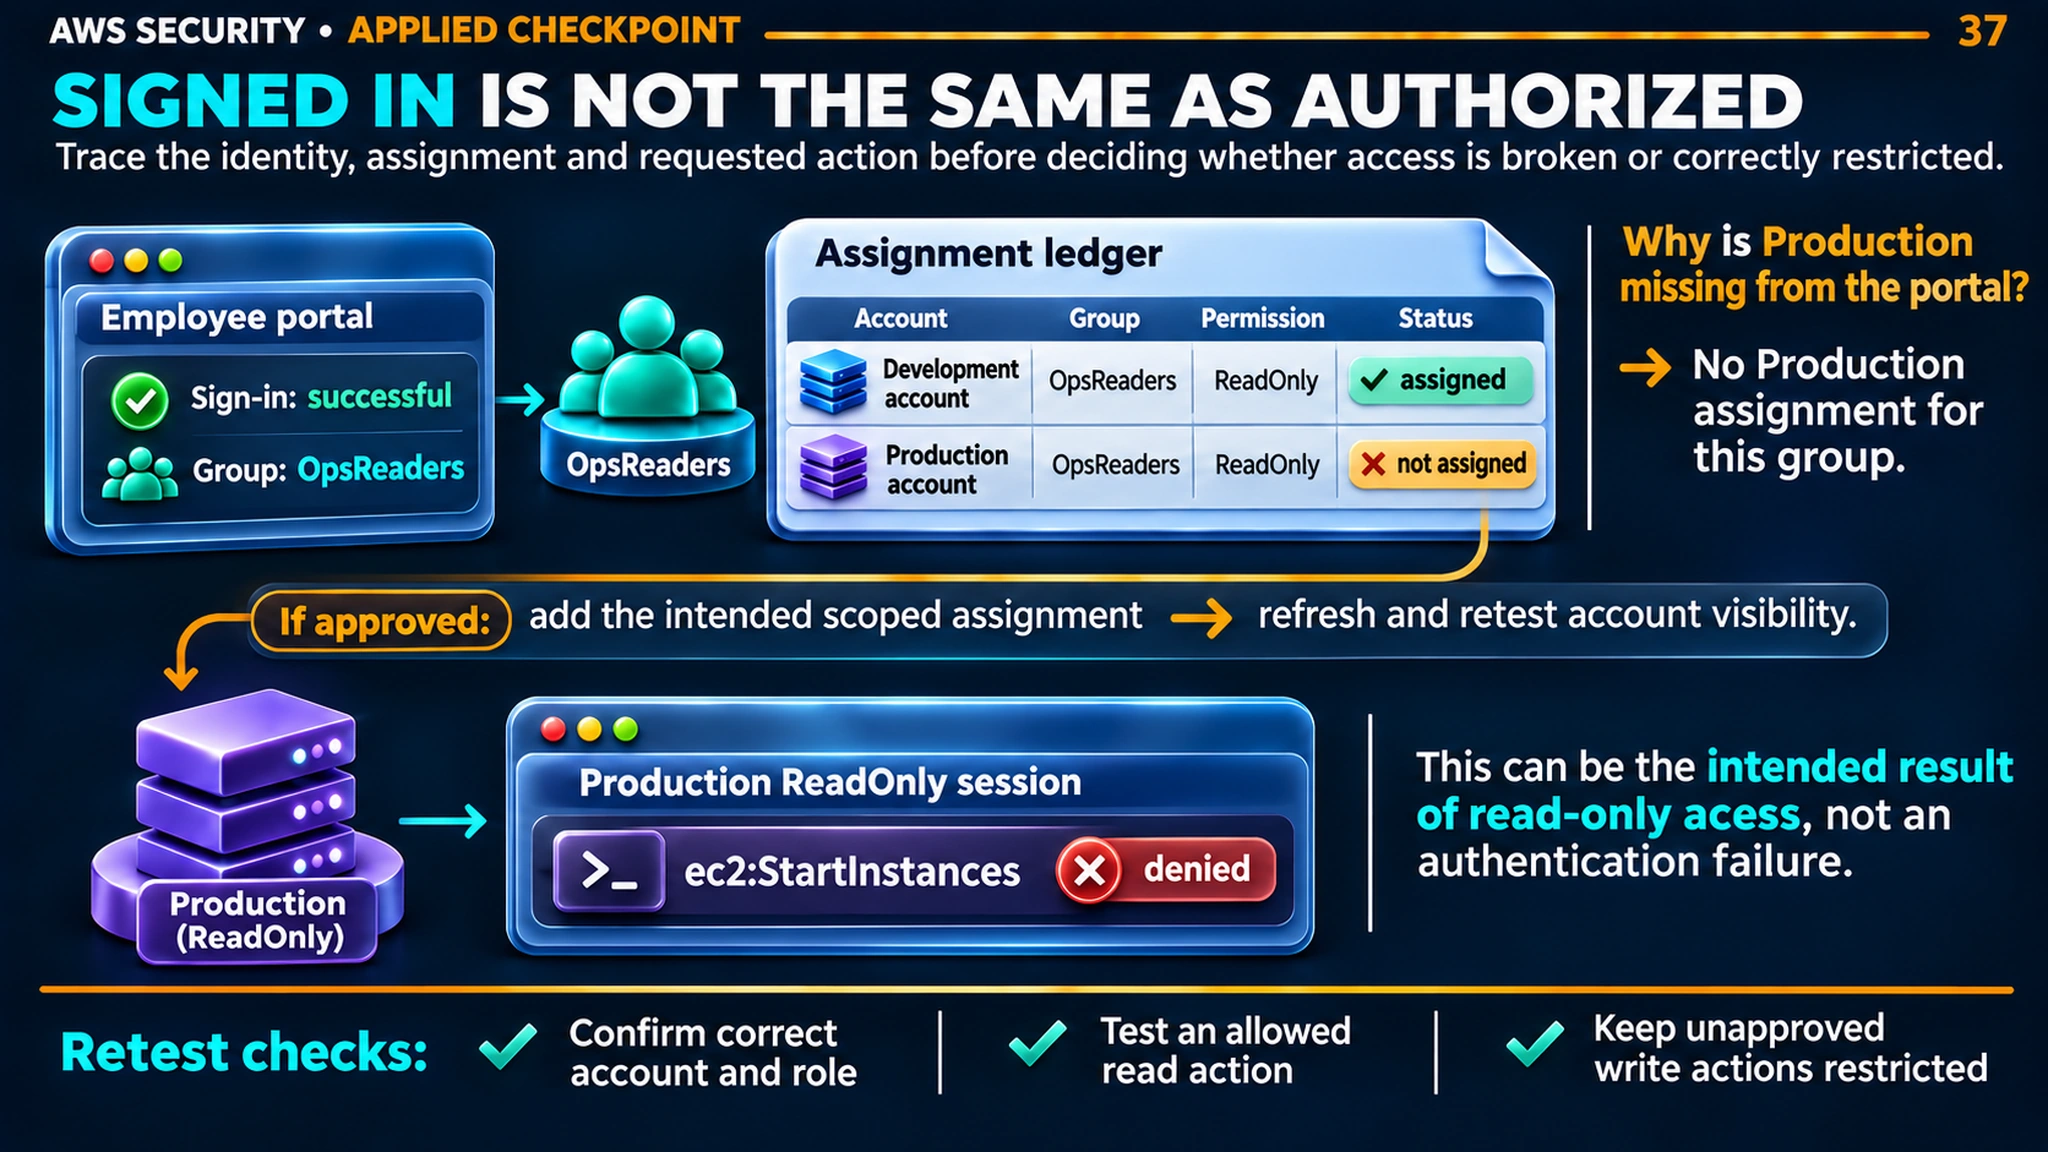 AWS SECURITY • APPLIED CHECKPOINT
37
SIGNED IN IS NOT THE SAME AS AUTHORIZED
Trace the identity, assignment and requested action before deciding whether access is broken or correctly restricted.
Employee portal
Sign-in: successful
Group: OpsReaders
OpsReaders
Assignment ledger
Account Group Permission Status
Development
account
OpsReaders
ReadOnly
assigned
Production
account
OpsReaders
ReadOnly
not assigned
Why is Production
missing from the portal?
No Production
assignment for
this group.
If approved: add the intended scoped assignment → refresh and retest account visibility.
Production
(ReadOnly)
Production ReadOnly session
>_ ec2:StartInstances denied
This can be the intended result
of read-only acess, not an
authentication failure.
Retest checks:
Confirm correct
account and role
Test an allowed
read action
Keep unapproved
write actions restricted